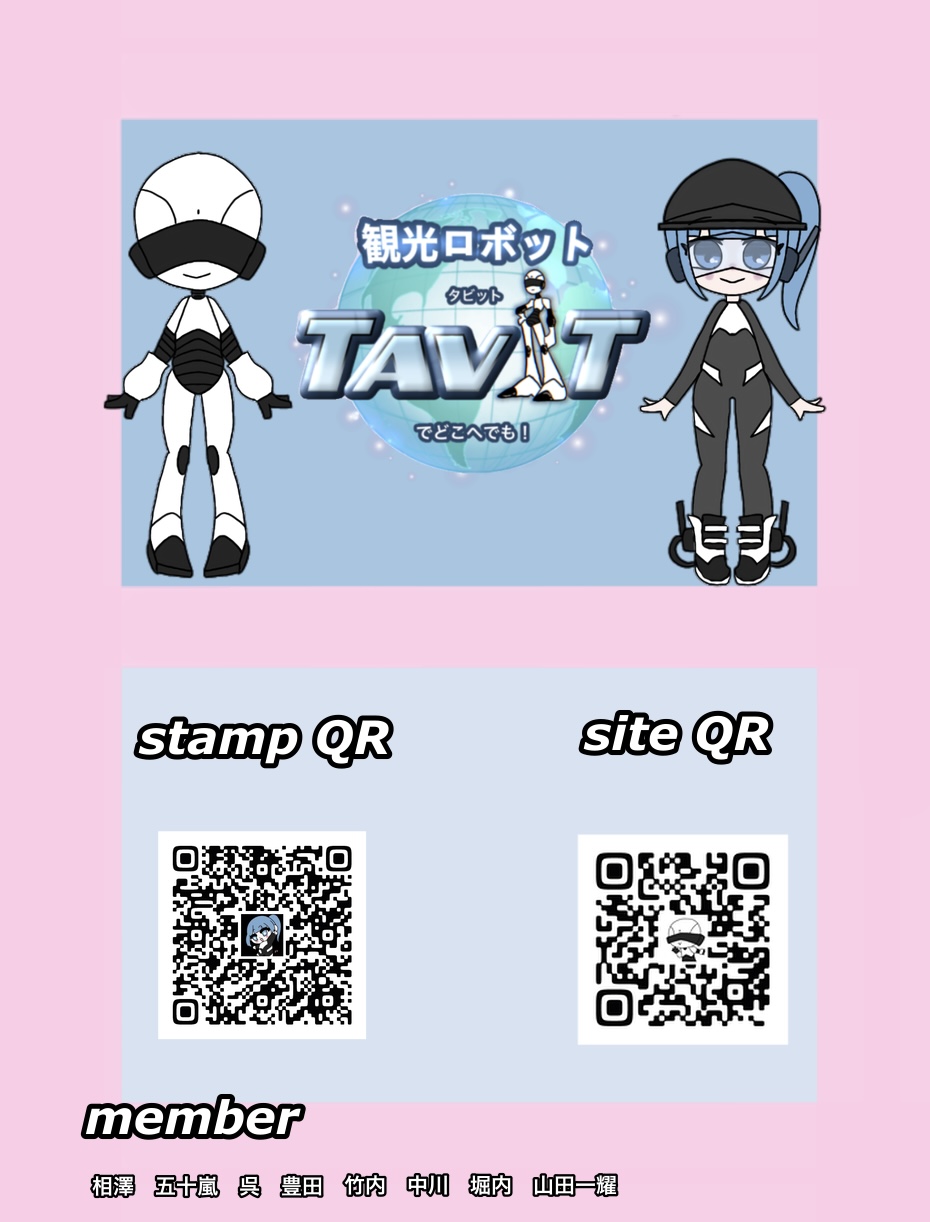 観光ロボット
タビット
TAVIT
でどこへでも！
stamp QR
site QR
member
相澤　五十嵐　呉　豊田　竹内　中川　堀内　山田一耀